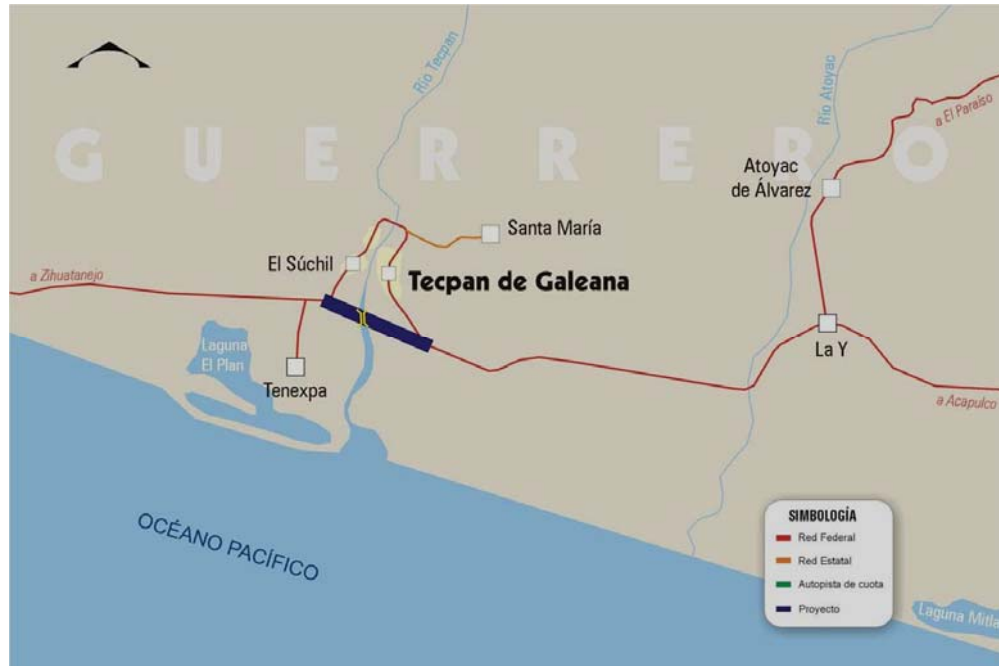 Río Tecpan
Río Atoyac
a El Paraíso
GUERRERO
Atoyac
de Álvarez
Santa María
El Súchil
Tecpan de Galeana
a Zihuatanejo
Laguna
El Plan
Tenexpa
La Y
a Acapulco
OCÉANO PACÍFICO
SIMBOLOGÍA
Red Federal
Red Estatal
Autopista de cuota
Proyecto
Laguna Mitla